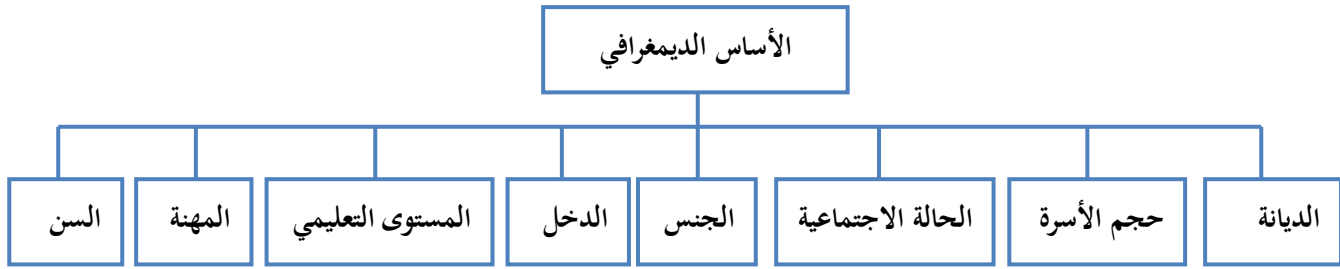 الأساس الديمغرافي
الديانة
حجم الأسرة
الحالة الاجتماعية
الجنس
الدخل
المستوى التعليمي
المهنة
السن